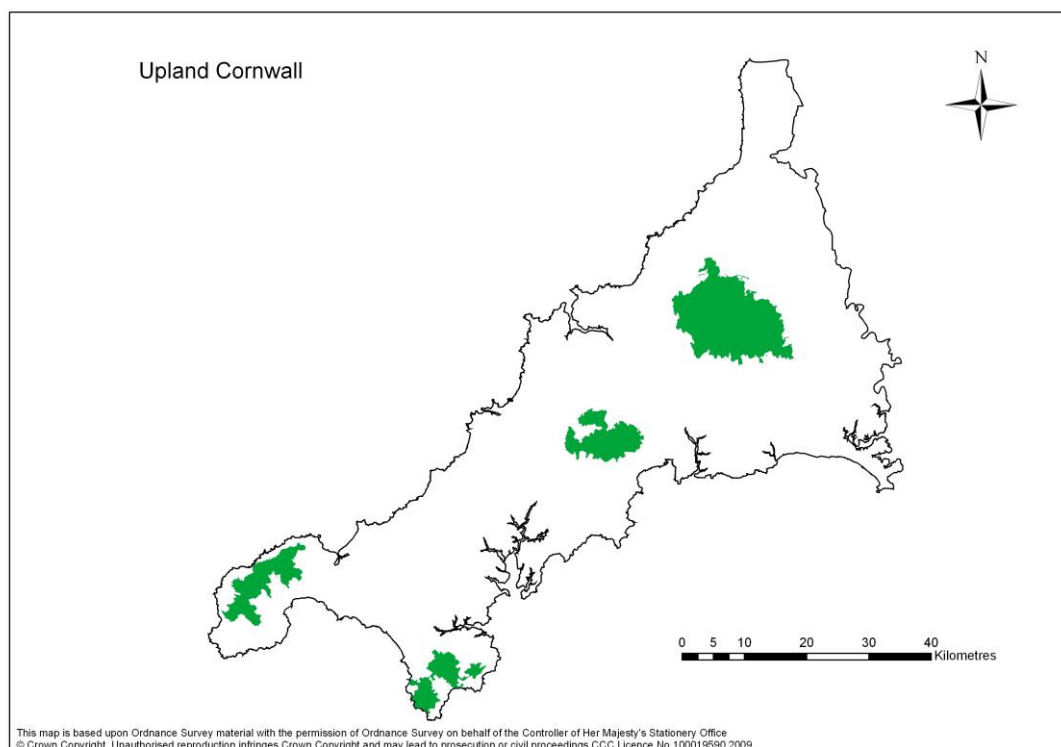 Upland Cornwall
N
0 5 10 20 30 40
Kilometres
This map is based upon Ordnance Survey material with the permission of Ordnance Survey on behalf of the Controller of Her Majesty's Stationery Office
© Crown Copyright. Unauthorised reproduction infringes Crown Copyright and may lead to prosecution or civil proceedings CCC Licence No 100019590 2009